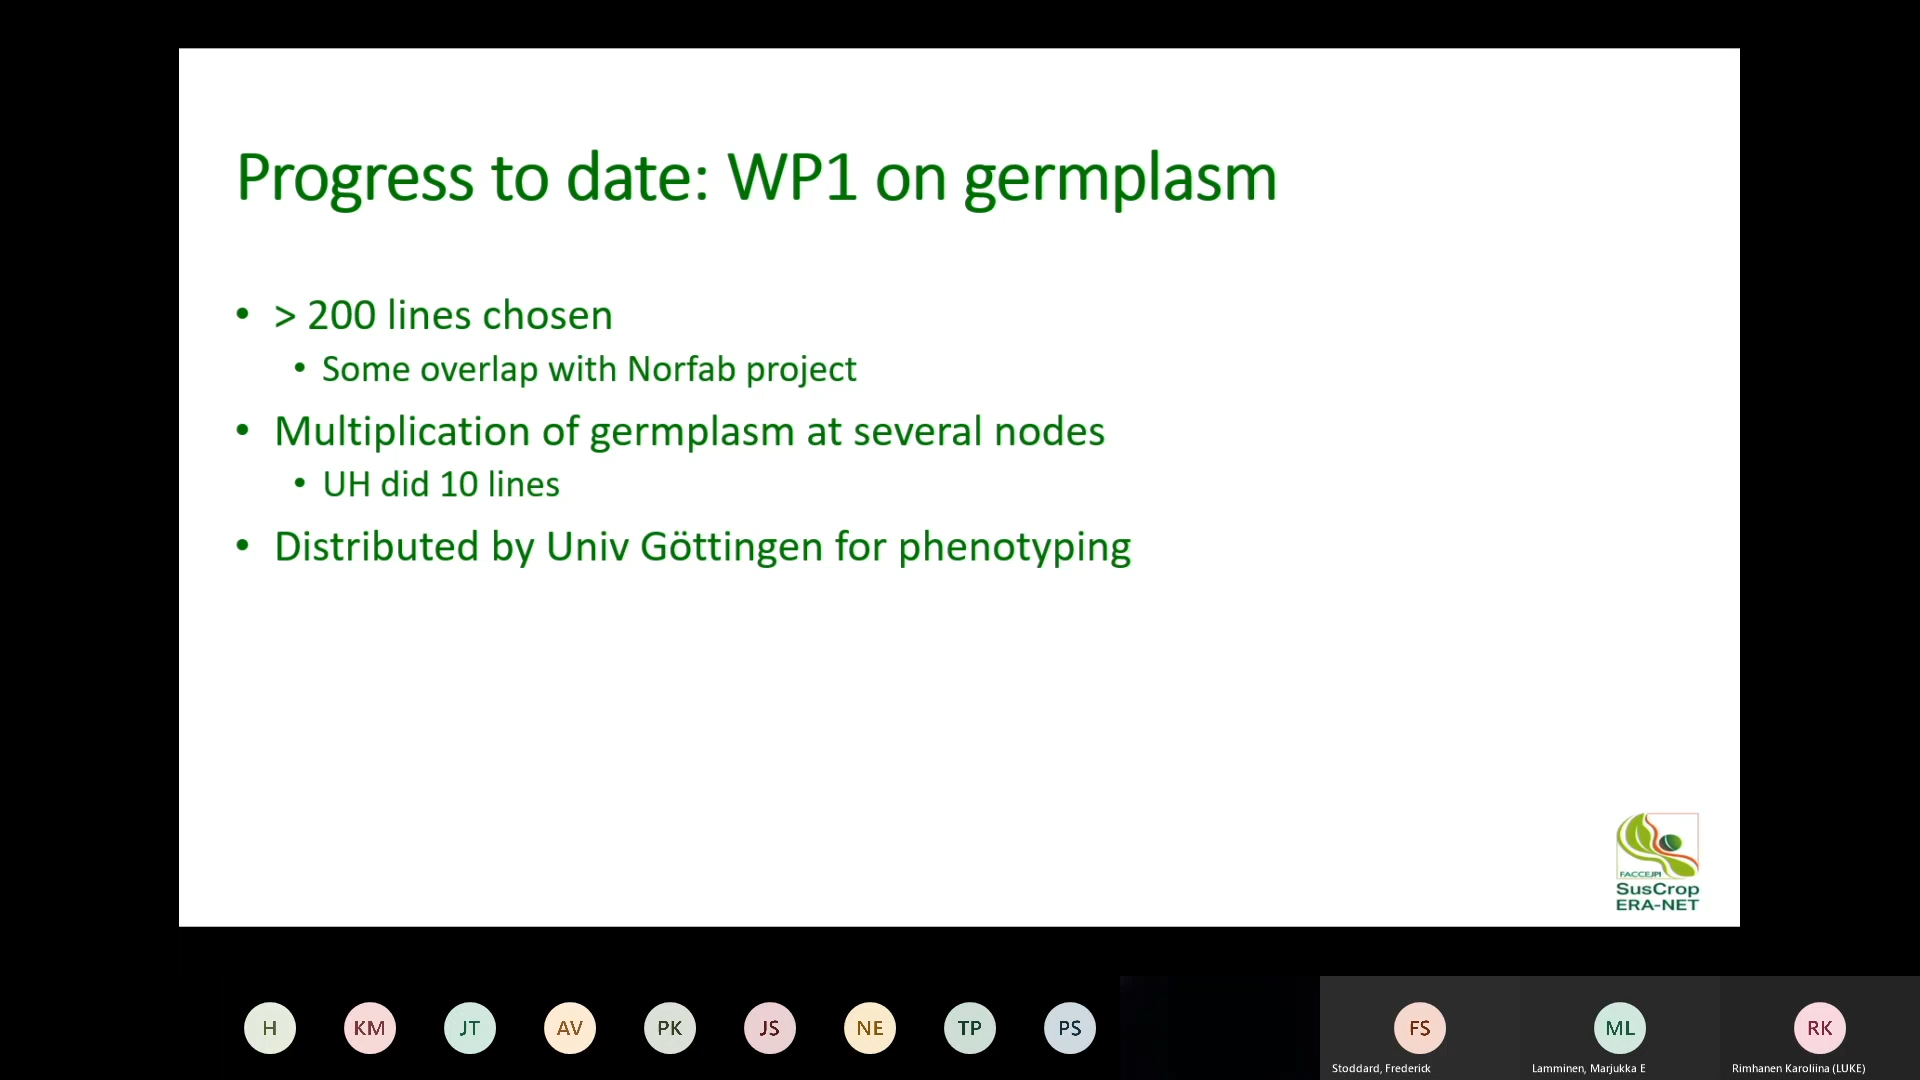 Progress to date: WP1 on germplasm
• > 200 lines chosen
• Some overlap with Norfab project
• Multiplication of germplasm at several nodes
• UH did 10 lines
• Distributed by Univ Göttingen for phenotyping
FACCEJPI
SusCrop
ERA-NET
H KM JT AV PK JS NE TP PS FS ML RK
Stoddard, Frederick Lamminen, Marjukka E Rimhanen Karoliina (LUKE)